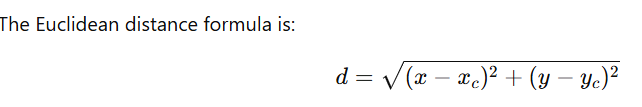 The Euclidean distance formula is:
d = √(x − x_c)² + (y − y_c)²